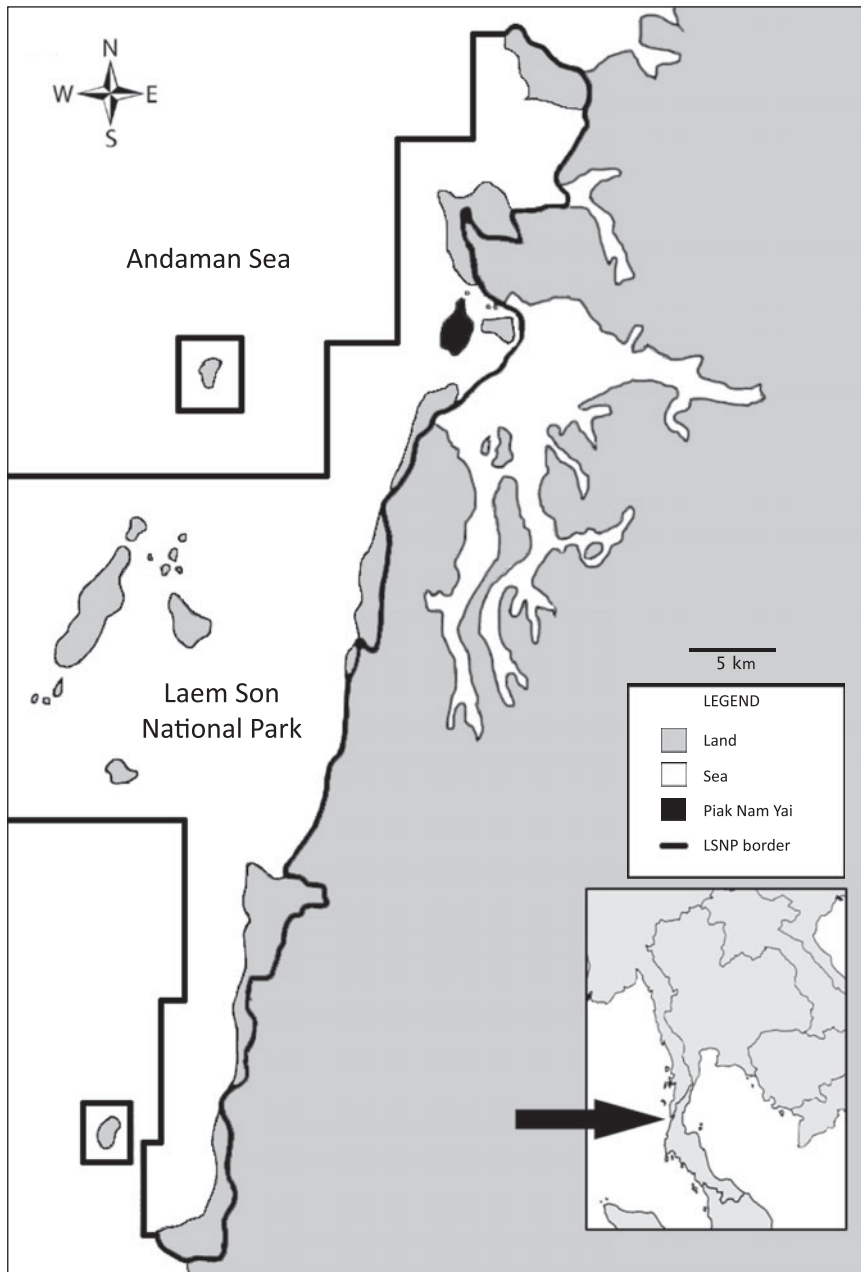 N
W E
S
Andaman Sea
Laem Son
National Park
5 km
LEGEND
Land
Sea
Piak Nam Yai
LSNP border